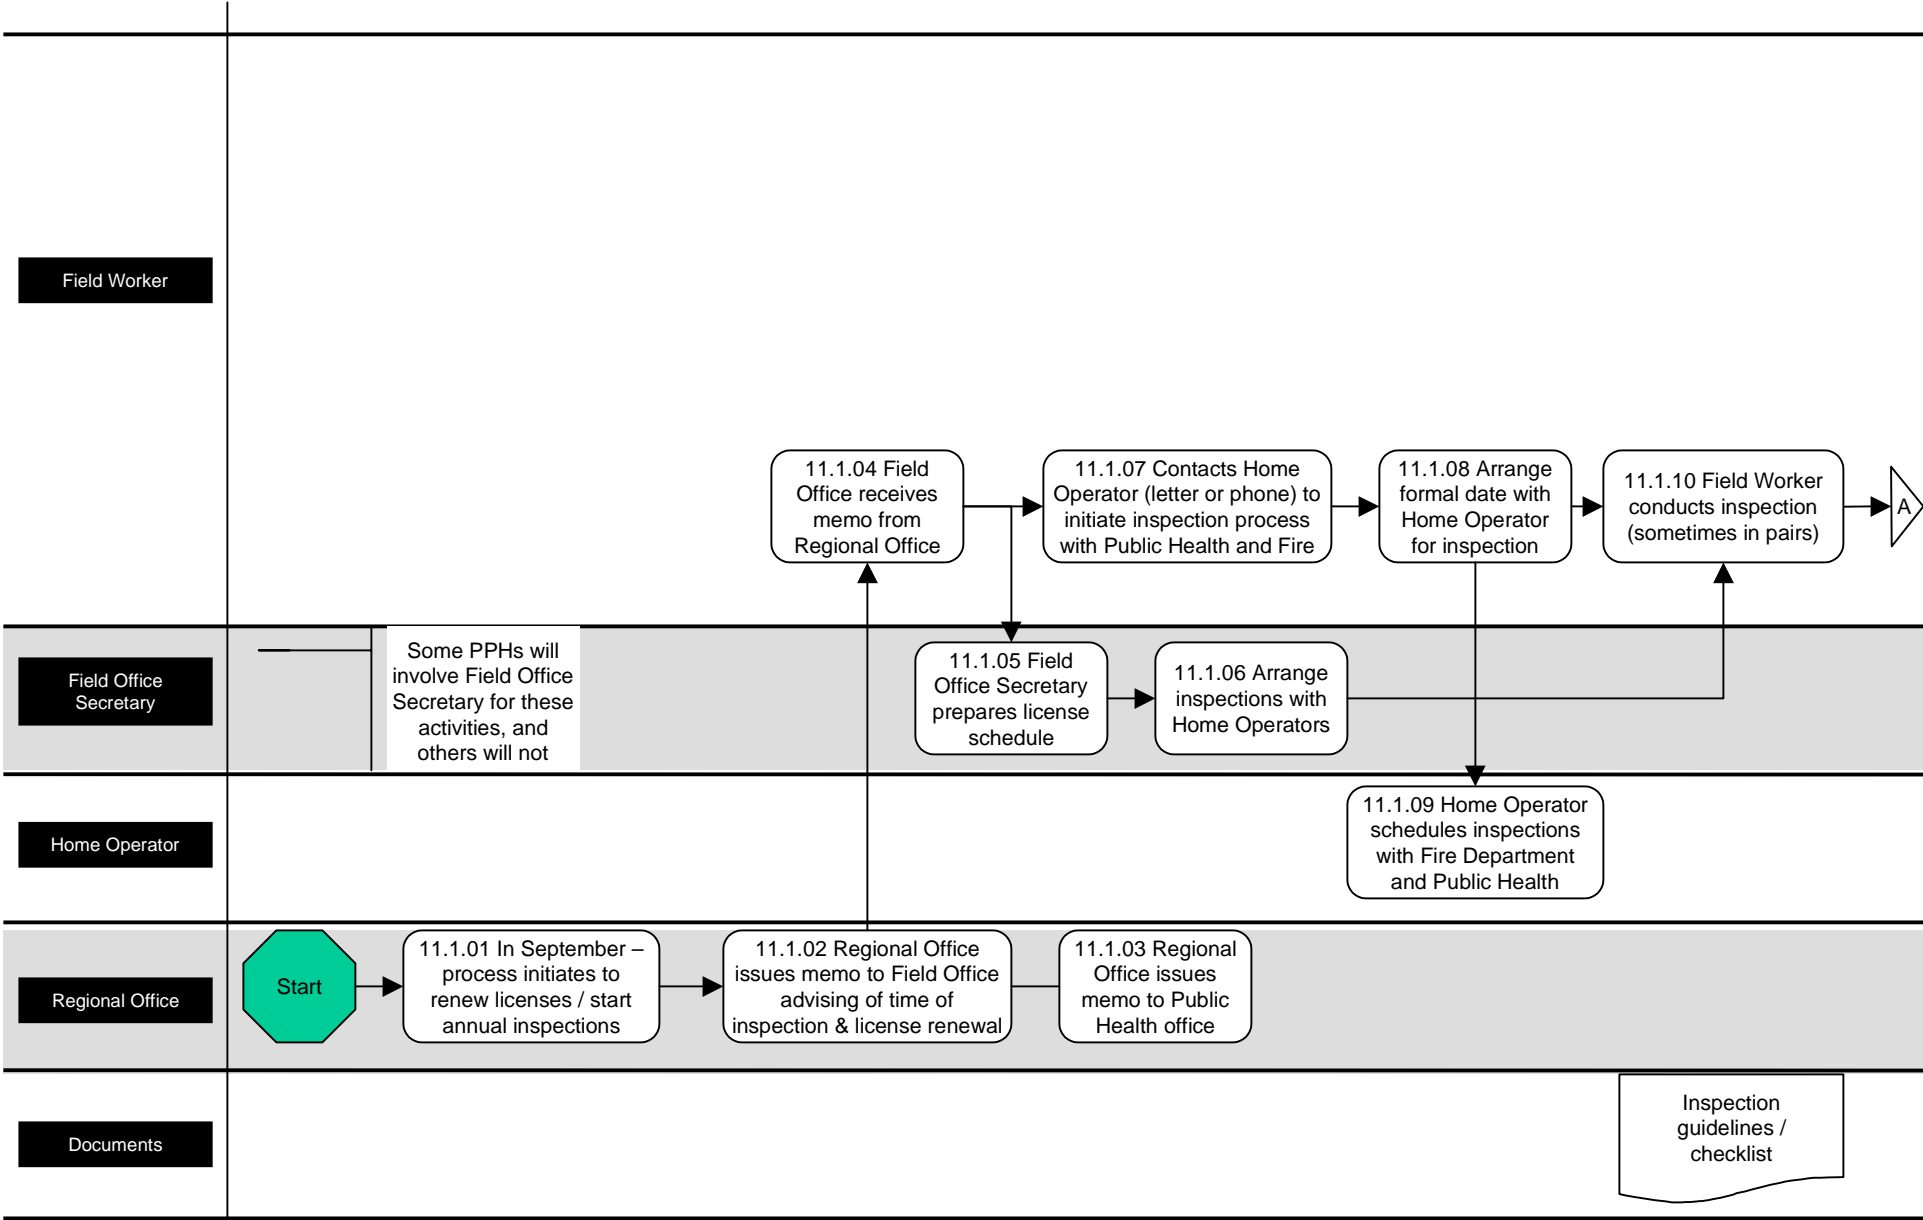 Field Worker
11.1.04 Field
Office receives
memo from
Regional Office
11.1.07 Contacts Home
Operator (letter or phone) to
initiate inspection process
with Public Health and Fire
11.1.08 Arrange
formal date with
Home Operator
for inspection
11.1.10 Field Worker
conducts inspection
(sometimes in pairs)
A
Field Office
Secretary
Some PPHs will
involve Field Office
Secretary for these
activities, and
others will not
11.1.05 Field
Office Secretary
prepares license
schedule
11.1.06 Arrange
inspections with
Home Operators
Home Operator
11.1.09 Home Operator
schedules inspections
with Fire Department
and Public Health
Regional Office
Start
11.1.01 In September –
process initiates to
renew licenses / start
annual inspections
11.1.02 Regional Office
issues memo to Field Office
advising of time of
inspection & license renewal
11.1.03 Regional
Office issues
memo to Public
Health office
Documents
Inspection
guidelines /
checklist